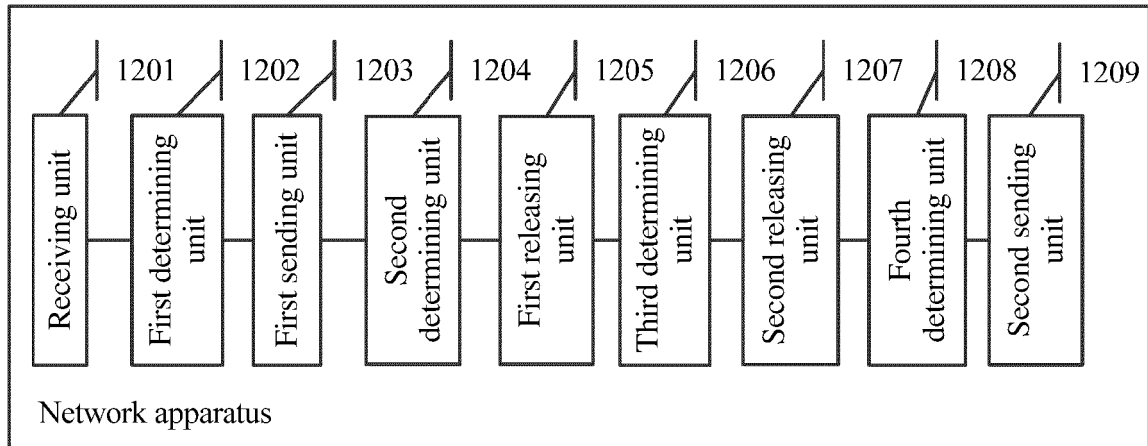 1201 1202 1203 1204 1205 1206 1207 1208 1209
Receiving unit
First determining
unit
First sending unit
Second
determining unit
First releasing
unit
Third determining
unit
Second releasing
unit
Fourth
determining unit
Second sending
unit
Network apparatus